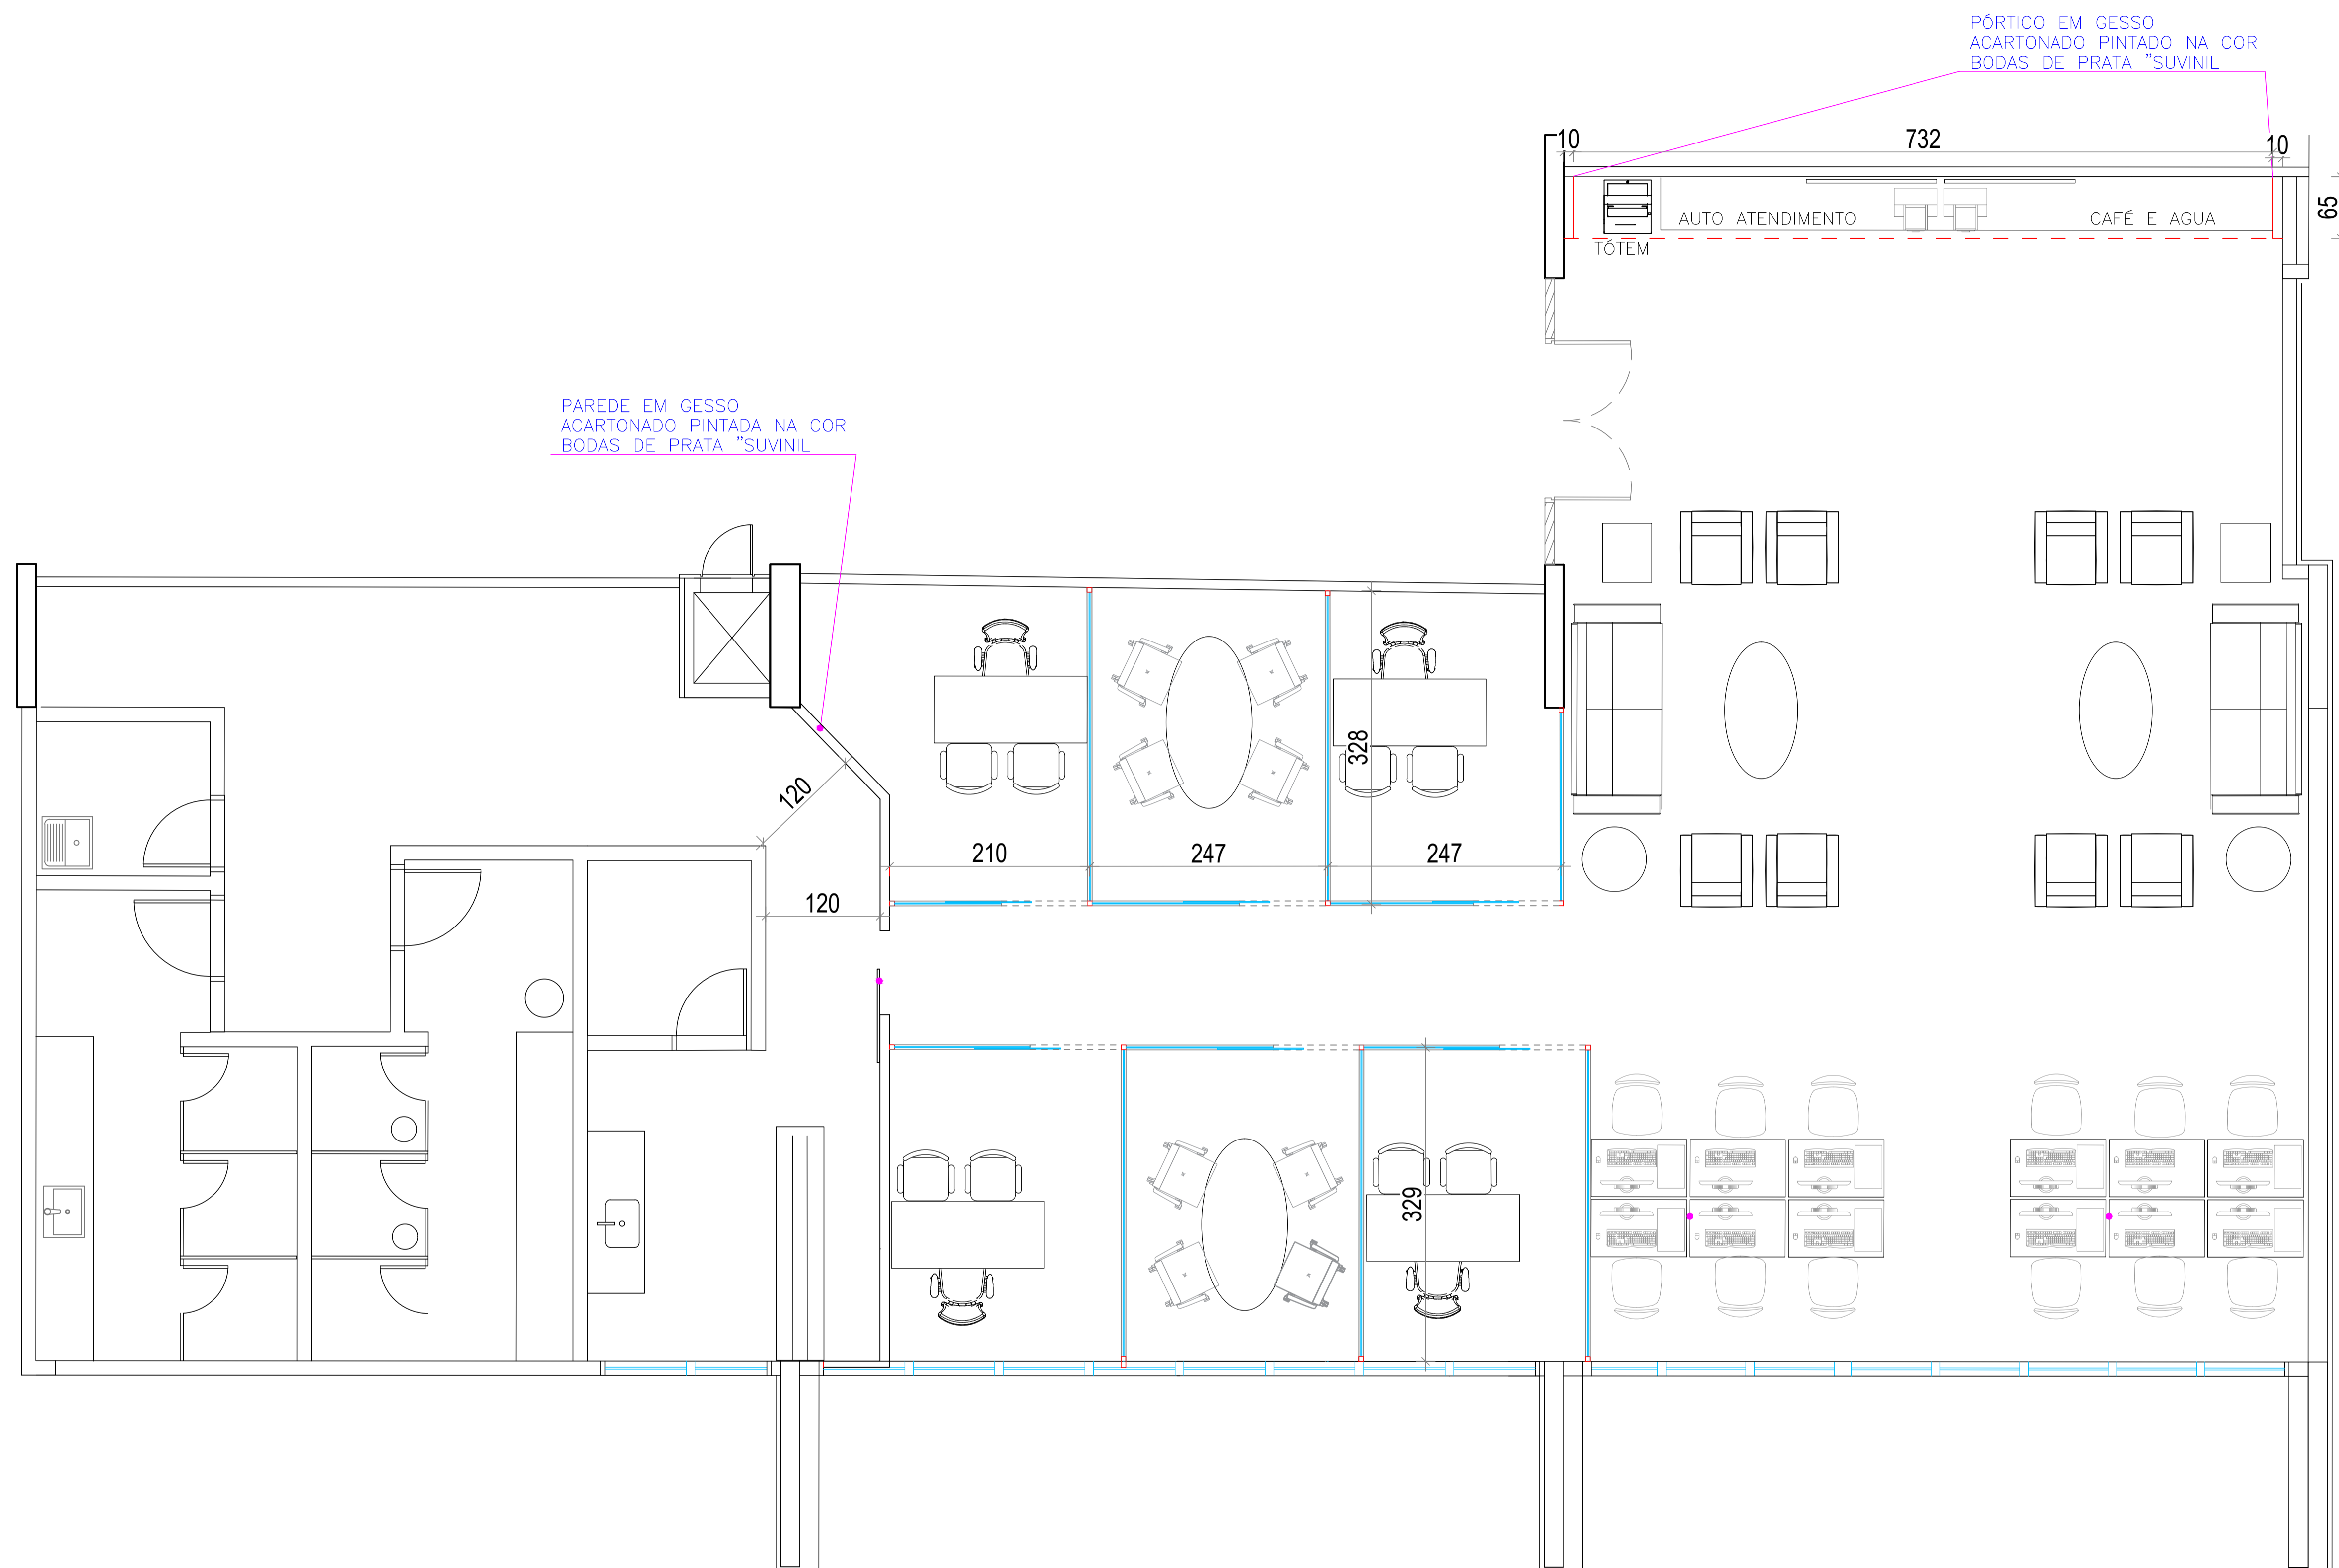 PÓRTICO EM GESSO
ACARTONADO PINTADO NA COR
BODAS DE PRATA "SUVINIL
10
732
10
65
AUTO ATENDIMENTO
CAFÉ E AGUA
TÓTEM
PAREDE EM GESSO
ACARTONADO PINTADA NA COR
BODAS DE PRATA "SUVINIL
328
120
210
247
247
120
329